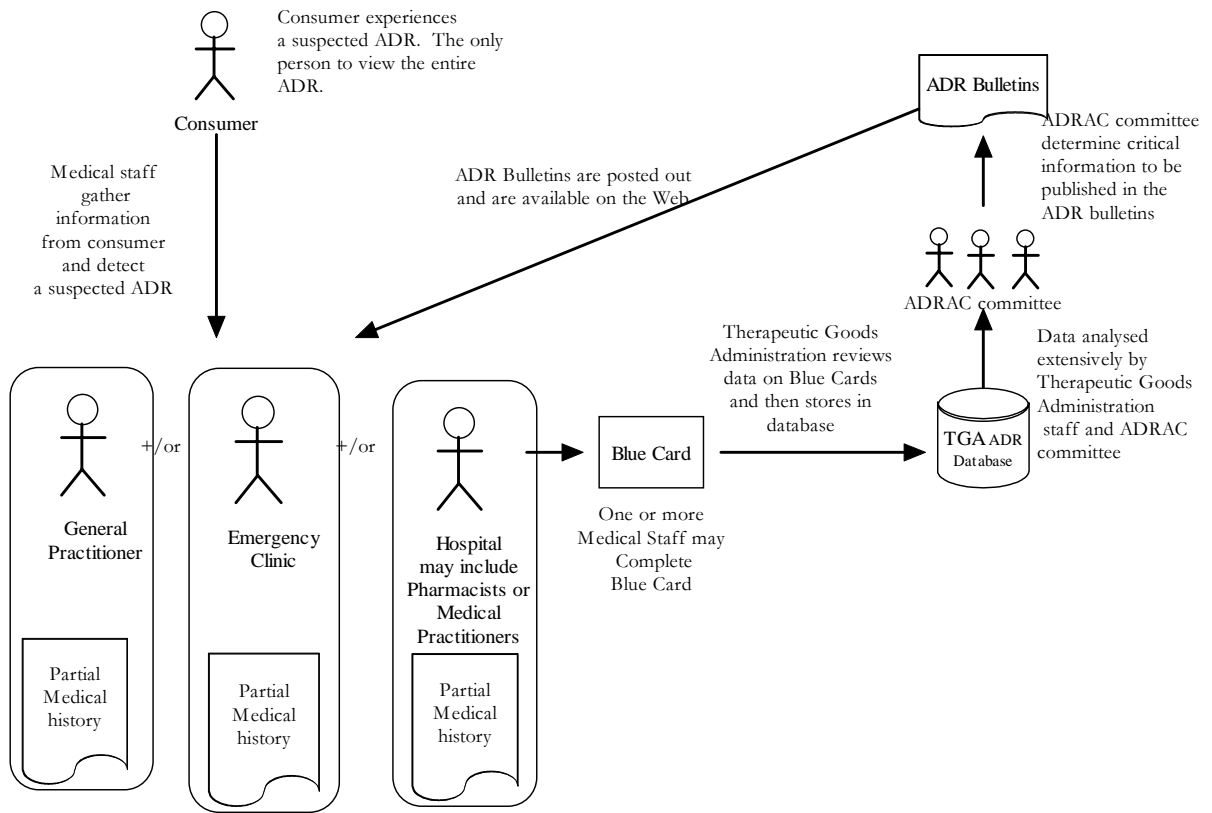 Consumer experiences
a suspected ADR. The only
person to view the entire
ADR.
Consumer
Medical staff
gather
information
from consumer
and detect
a suspected ADR
ADR Bulletins are posted out
and are available on the Web
ADR Bulletins
ADRAC committee
determine critical
information to be
published in the
ADR bulletins
ADRAC committee
Therapeutic Goods
Administration reviews
data on Blue Cards
and then stores in
database
Data analysed
extensively by
Therapeutic Goods
Administration
staff and ADRAC
committee
TGA ADR
Database
General
Practitioner
+/or
Emergency
Clinic
+/or
Hospital
may include
Pharmacists or
Medical
Practitioners
Blue Card
One or more
Medical Staff may
Complete
Blue Card
Partial
Medical
history
Partial
Medical
history
Partial
Medical
history